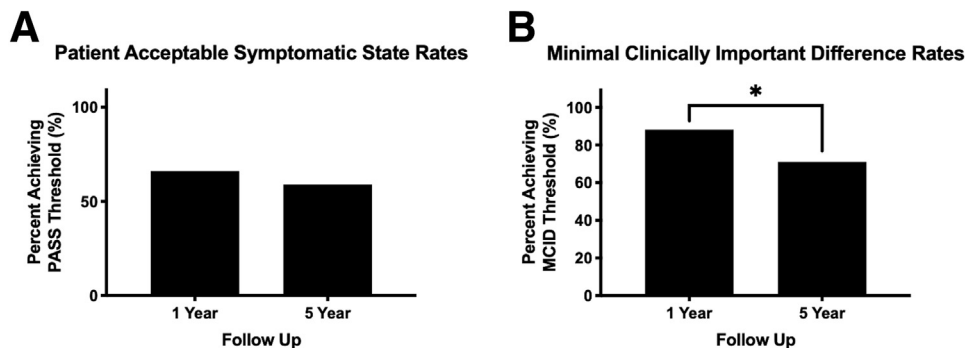 A
Patient Acceptable Symptomatic State Rates
Percent Achieving
PASS Threshold (%)
100
50
0
1 Year
5 Year
Follow Up
B
Minimal Clinically Important Difference Rates
Percent Achieving
MCID Threshold (%)
100
80
60
40
20
0
*
1 Year
5 Year
Follow Up